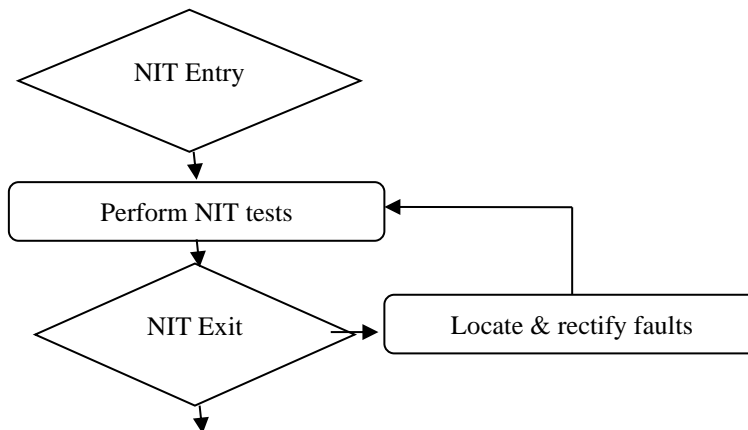 NIT Entry
Perform NIT tests
NIT Exit
Locate & rectify faults